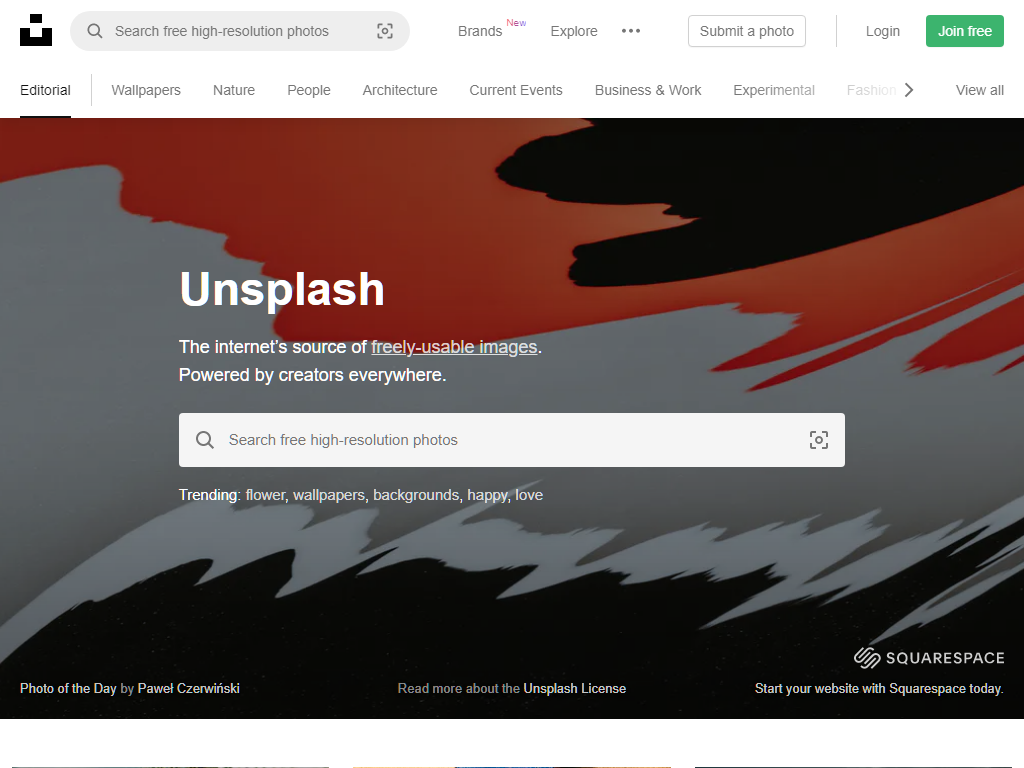 Search free high-resolution photos
Brands New
Explore
Submit a photo
Login
Join free
Editorial
Wallpapers
Nature
People
Architecture
Current Events
Business & Work
Experimental
Fashion
View all
Unsplash
The internet's source of freely-usable images.
Powered by creators everywhere.
Search free high-resolution photos
Trending: flower, wallpapers, backgrounds, happy, love
SQUARESPACE
Photo of the Day by Paweł Czerwiński
Read more about the Unsplash License
Start your website with Squarespace today.